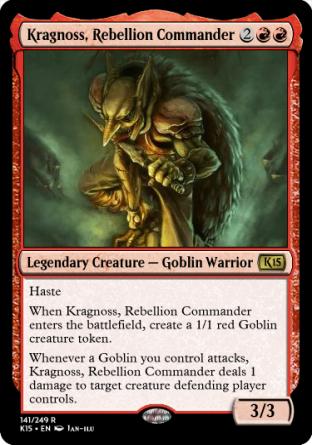 Kragnoss, Rebellion Commander 2
Legendary Creature — Goblin Warrior K15
Haste
When Kragnoss, Rebellion Commander
enters the battlefield, create a 1/1 red Goblin
creature token.
Whenever a Goblin you control attacks,
Kragnoss, Rebellion Commander deals 1
damage to target creature defending player
controls.
3/3
141/249 R
K15 • EN